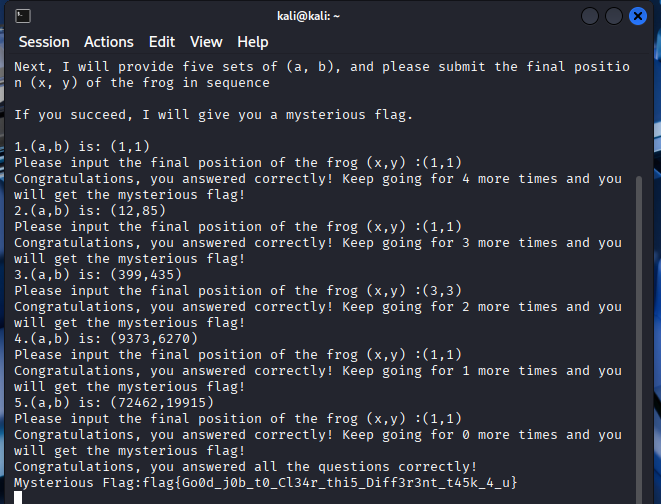 kali@kali: ~
Session Actions Edit View Help
Next, I will provide five sets of (a, b), and please submit the final positio
n (x, y) of the frog in sequence
If you succeed, I will give you a mysterious flag.
1.(a,b) is: (1,1)
Please input the final position of the frog (x,y) :(1,1)
Congratulations, you answered correctly! Keep going for 4 more times and you
will get the mysterious flag!
2.(a,b) is: (12,85)
Please input the final position of the frog (x,y) :(1,1)
Congratulations, you answered correctly! Keep going for 3 more times and you
will get the mysterious flag!
3.(a,b) is: (399,435)
Please input the final position of the frog (x,y) :(3,3)
Congratulations, you answered correctly! Keep going for 2 more times and you
will get the mysterious flag!
4.(a,b) is: (9373,6270)
Please input the final position of the frog (x,y) :(1,1)
Congratulations, you answered correctly! Keep going for 1 more times and you
will get the mysterious flag!
5.(a,b) is: (72462,19915)
Please input the final position of the frog (x,y) :(1,1)
Congratulations, you answered correctly! Keep going for 0 more times and you
will get the mysterious flag!
Congratulations, you answered all the questions correctly!
Mysterious Flag:flag{Go0d_j0b_t0_Cl34r_thi5_Diff3r3nt_t45k_4_u}